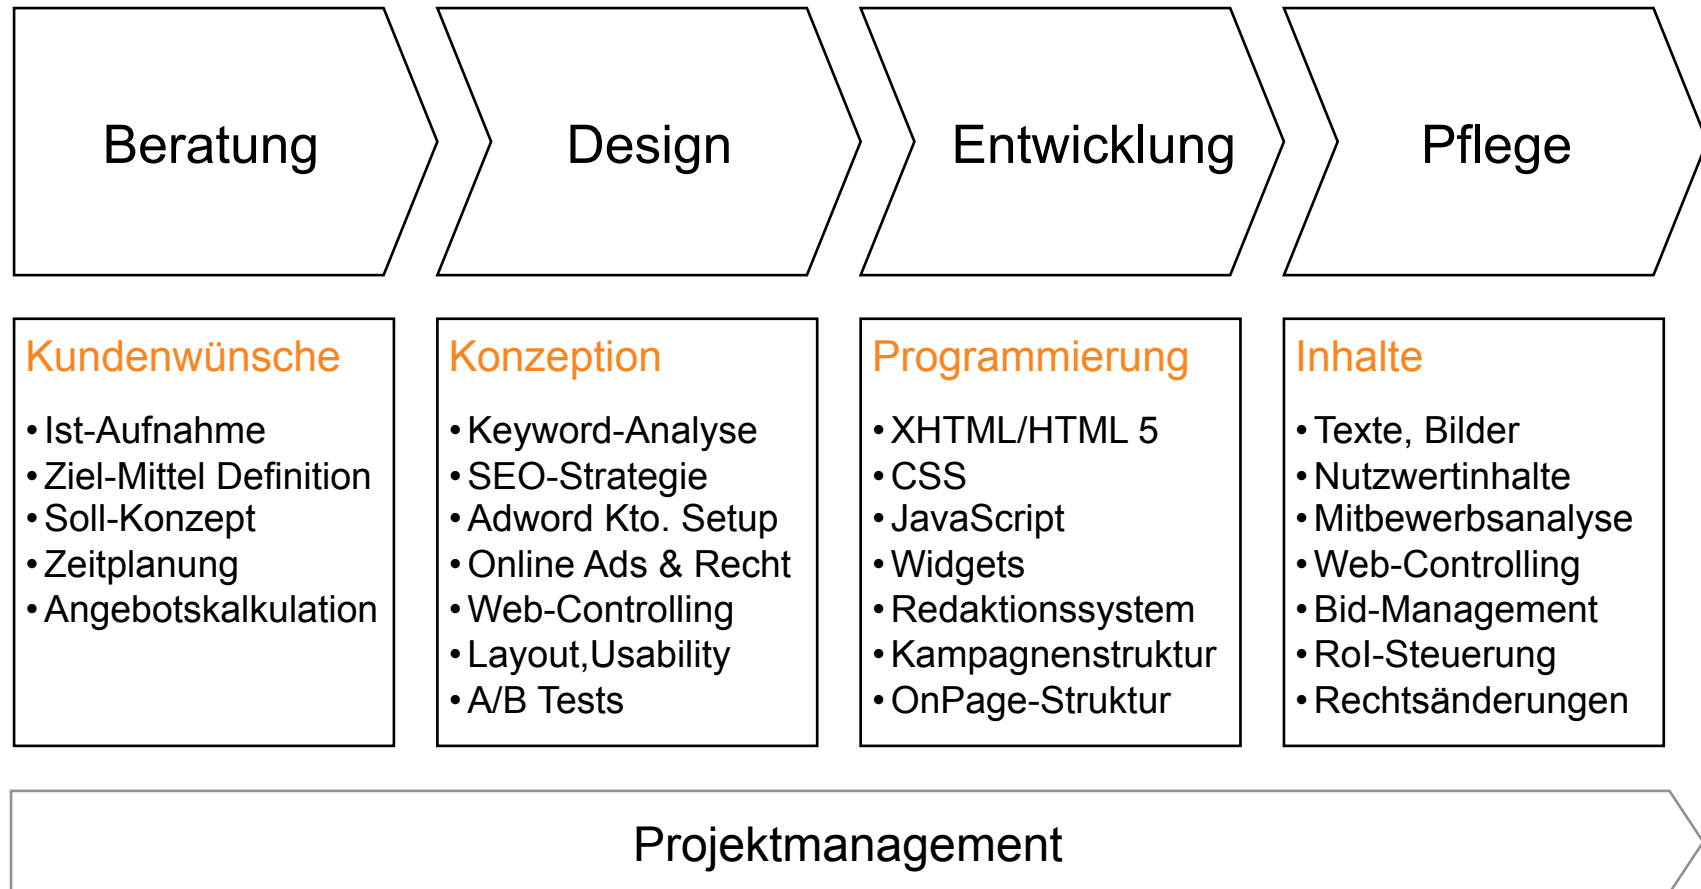 Beratung
Design
Entwicklung
Pflege
Kundenwünsche
• Ist-Aufnahme
• Ziel-Mittel Definition
• Soll-Konzept
• Zeitplanung
• Angebotskalkulation
Konzeption
• Keyword-Analyse
• SEO-Strategie
• Adword Kto. Setup
• Online Ads & Recht
• Web-Controlling
• Layout,Usability
• A/B Tests
Programmierung
• XHTML/HTML 5
• CSS
• JavaScript
• Widgets
• Redaktionssystem
• Kampagnenstruktur
• OnPage-Struktur
Inhalte
• Texte, Bilder
• Nutzwertinhalte
• Mitbewerbsanalyse
• Web-Controlling
• Bid-Management
• RoI-Steuerung
• Rechtsänderungen
Projektmanagement